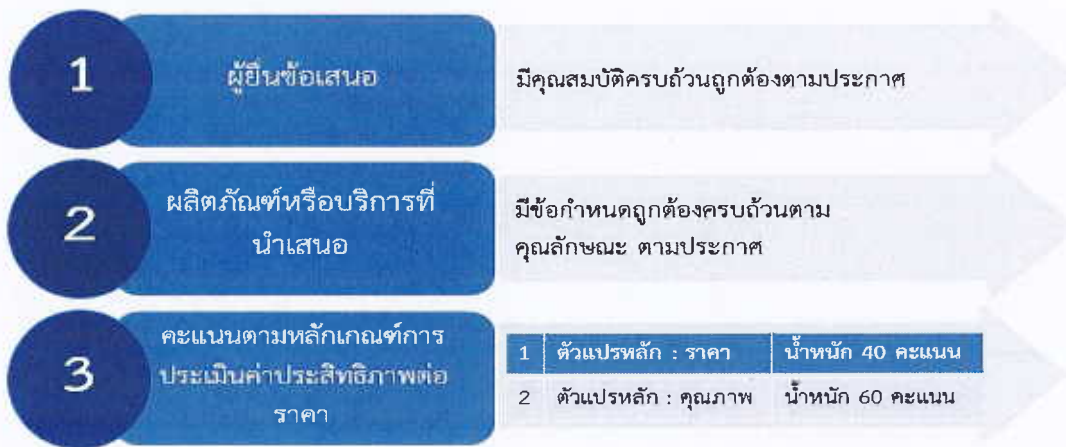 1
ผู้ยื่นข้อเสนอ
มีคุณสมบัติครบถ้วนถูกต้องตามประกาศ
2
ผลิตภัณฑ์หรือบริการที่
นำเสนอ
มีข้อกำหนดถูกต้องครบถ้วนตาม
คุณลักษณะ ตามประกาศ
3
คะแนนตามหลักเกณฑ์การ
ประเมินค่าประสิทธิภาพต่อ
ราคา
1 ตัวแปรหลัก : ราคา น้ำหนัก 40 คะแนน
2 ตัวแปรหลัก : คุณภาพ น้ำหนัก 60 คะแนน